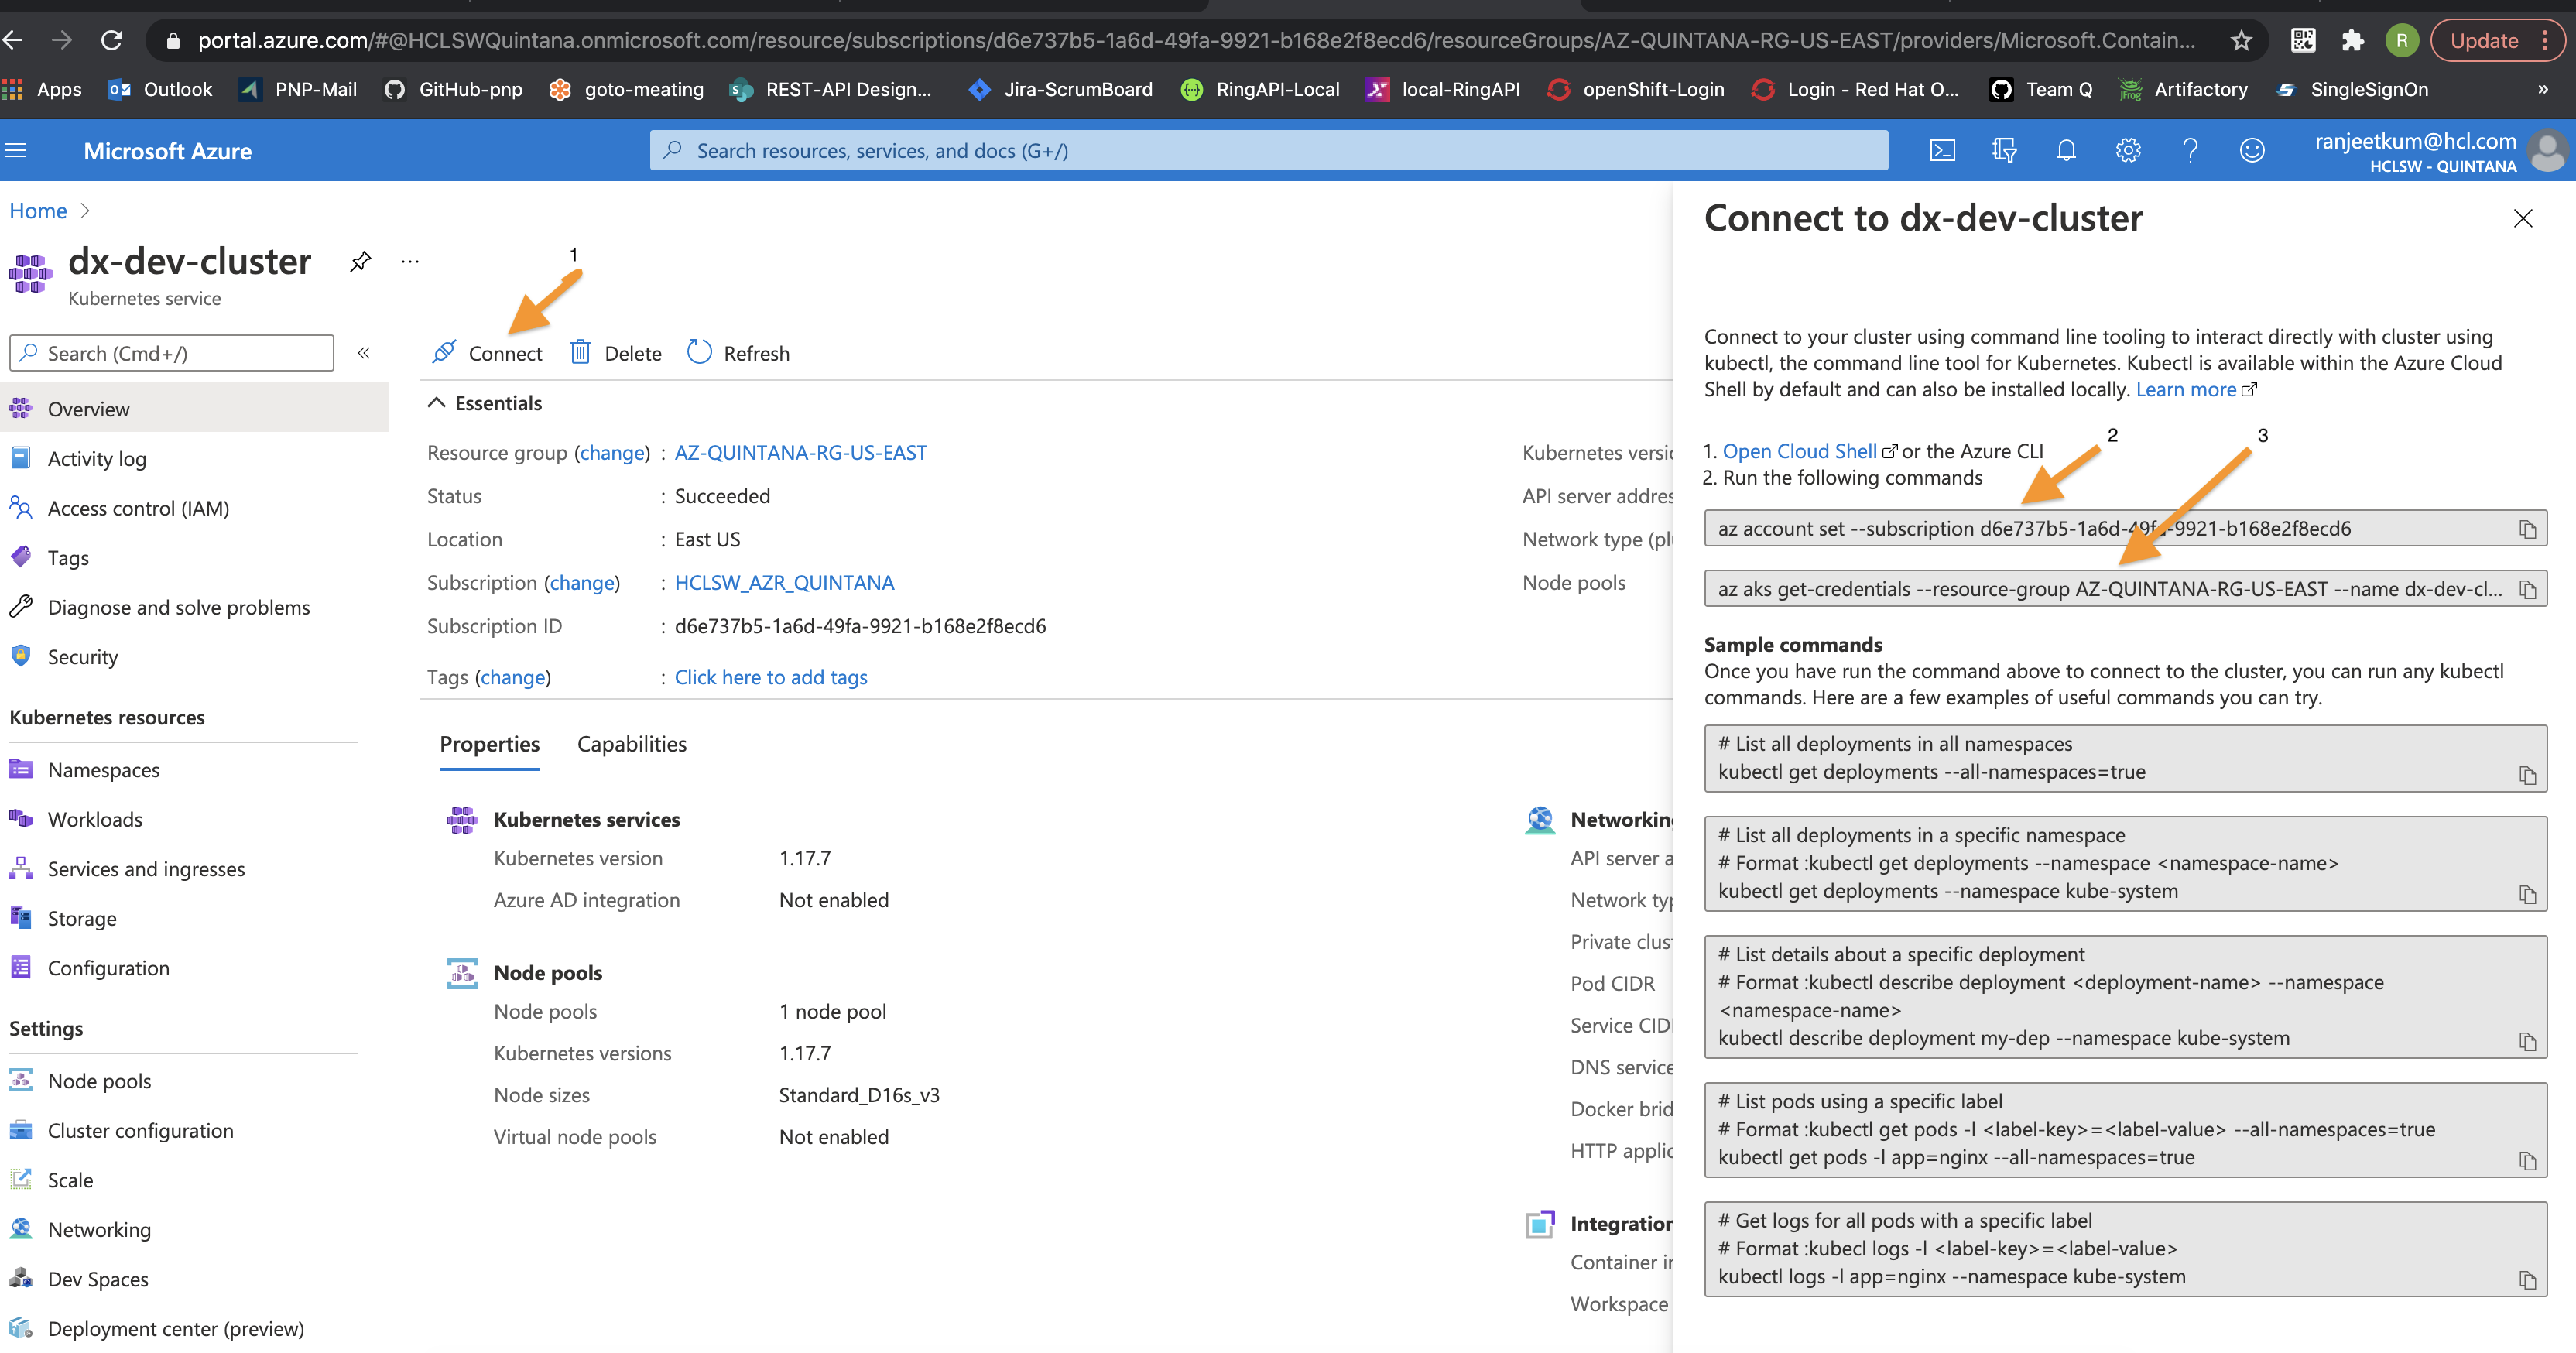 portal.azure.com/#@HCLSWQuintana.onmicrosoft.com/resource/subscriptions/d6e737b5-1a6d-49fa-9921-b168e2f8ecd6/resourceGroups/AZ-QUINTANA-RG-US-EAST/providers/Microsoft.Contain...
R
Update
Apps
Outlook
PNP-Mail
GitHub-pnp
goto-meating
REST-API Design...
Jira-ScrumBoard
RingAPI-Local
local-RingAPI
openShift-Login
Login - Red Hat O...
Team Q
Artifactory
SingleSignOn
»
Microsoft Azure
Search resources, services, and docs (G+/)
ranjeetkum@hcl.com
HCLSW - QUINTANA
Home
dx-dev-cluster
...
Kubernetes service
Search (Cmd+/)
«
Overview
Activity log
Access control (IAM)
Tags
Diagnose and solve problems
Security
Kubernetes resources
Namespaces
Workloads
Services and ingresses
Storage
Configuration
Settings
Node pools
Cluster configuration
Scale
Networking
Dev Spaces
Deployment center (preview)
1
Connect
Delete
Refresh
Essentials
Resource group (change) : AZ-QUINTANA-RG-US-EAST
Status : Succeeded
Location : East US
Subscription (change) : HCLSW_AZR_QUINTANA
Subscription ID : d6e737b5-1a6d-49fa-9921-b168e2f8ecd6
Tags (change) : Click here to add tags
Kubernetes versi
API server addre
Network type (pl
Node pools
Properties
Capabilities
Kubernetes services
Kubernetes version 1.17.7
Azure AD integration Not enabled
Node pools
Node pools 1 node pool
Kubernetes versions 1.17.7
Node sizes Standard_D16s_v3
Virtual node pools Not enabled
Networkin
API server a
Network typ
Private clust
Pod CIDR
Service CID
DNS service
Docker brid
HTTP applic
Integration
Container i
Workspace
Connect to dx-dev-cluster
Connect to your cluster using command line tooling to interact directly with cluster using
kubectl, the command line tool for Kubernetes. Kubectl is available within the Azure Cloud
Shell by default and can also be installed locally. Learn more
1. Open Cloud Shell or the Azure CLI
2. Run the following commands
2
3
az account set --subscription d6e737b5-1a6d-49fa-9921-b168e2f8ecd6
az aks get-credentials --resource-group AZ-QUINTANA-RG-US-EAST --name dx-dev-cl...
Sample commands
Once you have run the command above to connect to the cluster, you can run any kubectl
commands. Here are a few examples of useful commands you can try.
# List all deployments in all namespaces
kubectl get deployments --all-namespaces=true
# List all deployments in a specific namespace
# Format :kubectl get deployments --namespace <namespace-name>
kubectl get deployments --namespace kube-system
# List details about a specific deployment
# Format :kubectl describe deployment <deployment-name> --namespace
<namespace-name>
kubectl describe deployment my-dep --namespace kube-system
# List pods using a specific label
# Format :kubectl get pods -l <label-key>=<label-value> --all-namespaces=true
kubectl get pods -l app=nginx --all-namespaces=true
# Get logs for all pods with a specific label
# Format :kubecl logs -l <label-key>=<label-value>
kubectl logs -l app=nginx --namespace kube-system